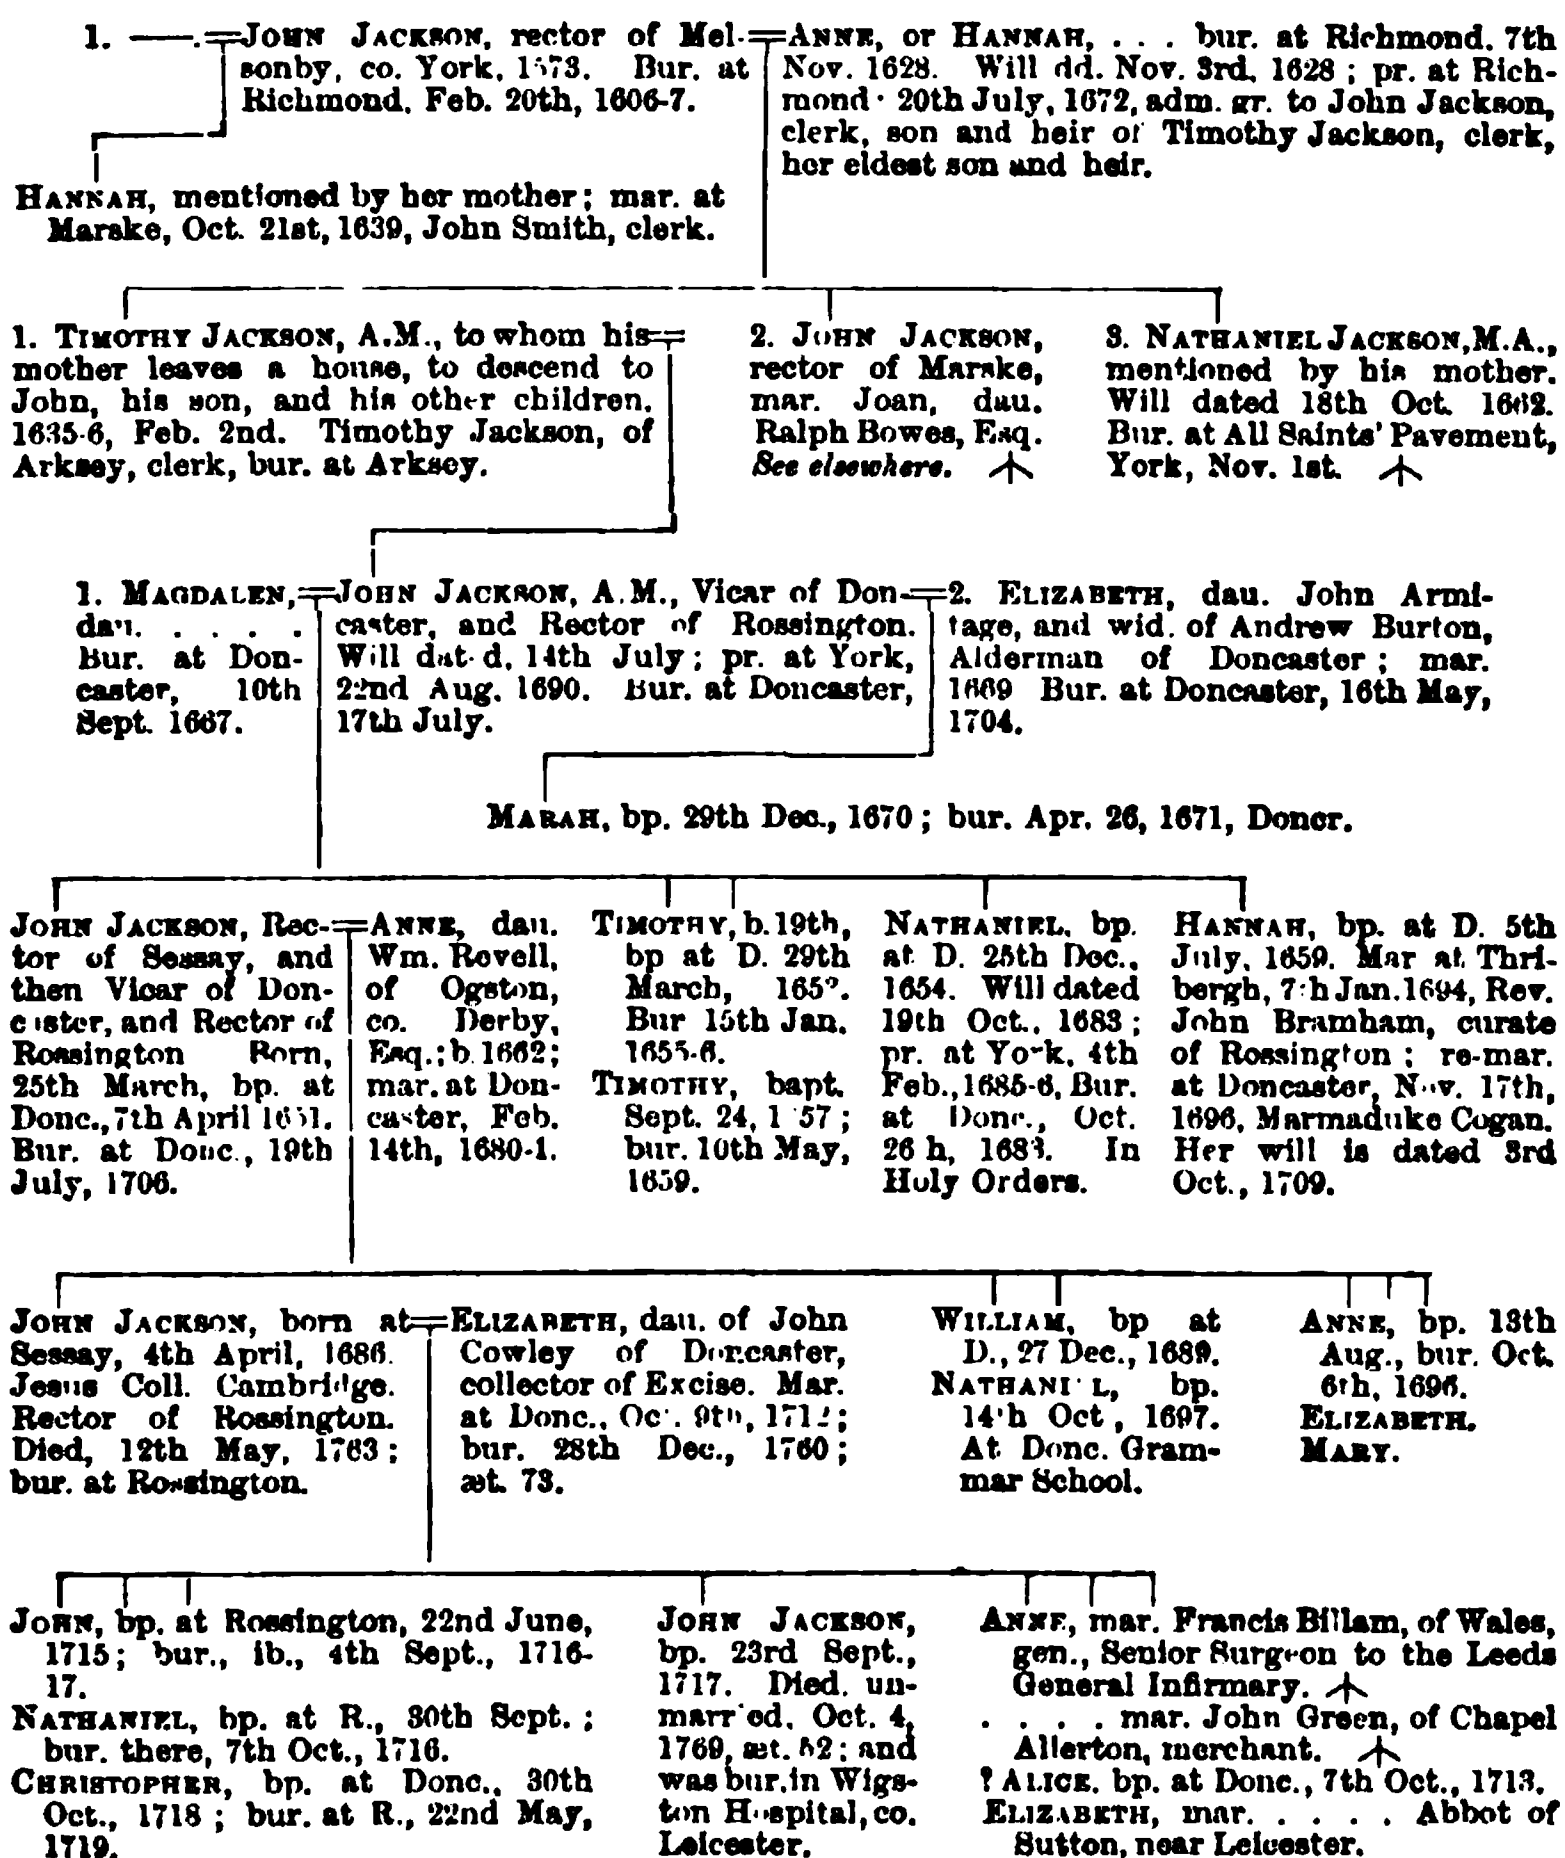 1. ——. JOHN JACKSON, rector of Mel-
sonby, co. York, 1573. Bur. at
Richmond, Feb. 20th, 1606-7.
ANNE, or HANNAH, . . . bur. at Richmond. 7th
Nov. 1628. Will dd. Nov. 3rd, 1628 ; pr. at Rich-
mond 20th July, 1672, adm. gr. to John Jackson,
clerk, son and heir of Timothy Jackson, clerk,
her eldest son and heir.
HANNAH, mentioned by her mother ; mar. at
Marske, Oct. 21st, 1639, John Smith, clerk.
1. TIMOTHY JACKSON, A.M., to whom his
mother leaves a house, to descend to
John, his son, and his other children.
1635-6, Feb. 2nd. Timothy Jackson, of
Arksey, clerk, bur. at Arksey.
2. JOHN JACKSON,
rector of Marske,
mar. Joan, dau.
Ralph Bowes, Esq.
See elsewhere.
3. NATHANIEL JACKSON, M.A.,
mentioned by his mother.
Will dated 18th Oct. 1662.
Bur. at All Saints' Pavement,
York, Nov. 1st.
1. MAGDALEN,
dau. . . . .
Bur. at Don-
caster, 10th
Sept. 1667.
JOHN JACKSON, A.M., Vicar of Don-
caster, and Rector of Rossington.
Will dat d, 14th July ; pr. at York,
22nd Aug. 1690. Bur. at Doncaster,
17th July.
2. ELIZABETH, dau. John Armi-
tage, and wid. of Andrew Burton,
Alderman of Doncaster ; mar.
1669 Bur. at Doncaster, 16th May,
1704.
MARAH, bp. 29th Dec., 1670 ; bur. Apr. 26, 1671, Doncr.
JOHN JACKSON, Rec-
tor of Sessay, and
then Vicar of Don-
c ster, and Rector of
Rossington Born,
25th March, bp. at
Donc., 7th April 1651.
Bur. at Donc., 19th
July, 1706.
ANNE, dau.
Wm. Revell,
of Ogston,
co. Derby,
Esq. ; b. 1662 ;
mar. at Don-
caster, Feb.
14th, 1680-1.
TIMOTHY, b. 19th,
bp at D. 29th
March,
Bur 15th Jan.
1655-6.
TIMOTHY, bapt.
Sept. 24, 1 57 ;
bur. 10th May,
1659.
NATHANIEL, bp.
at D. 25th Dec.,
1654. Will dated
19th Oct., 1683 ;
pr. at York, 4th
Feb., 1685-6, Bur.
at Donc., Oct.
26 h, 1683. In
Holy Orders.
HANNAH, bp. at D. 5th
July, 1659. Mar at Thri-
bergh, 7th Jan. 1694, Rev.
John Bramham, curate
of Rossington ; re-mar.
at Doncaster, Nov. 17th,
1696, Marmaduke Cogan.
Her will is dated 3rd
Oct., 1709.
JOHN JACKSON, born at
Sessay, 4th April, 1686.
Jesus Coll. Cambridge.
Rector of Rossington.
Died, 12th May, 1763 ;
bur. at Rossington.
ELIZABETH, dau. of John
Cowley of Doncaster,
collector of Excise. Mar.
at Donc., Oc . 9th,
bur. 28th Dec., 1760 ;
æt. 73.
WILLIAM, bp at
D., 27 Dec., 1689.
NATHANI L, bp.
14th Oct , 1697.
At Donc. Gram-
mar School.
ANNE, bp. 13th
Aug., bur. Oct.
6th, 1696.
ELIZABETH.
MARY.
JOHN, bp. at Rossington, 22nd June,
1715 ; bur., ib., 4th Sept., 1716-
17.
NATHANIEL, bp. at R., 30th Sept. ;
bur. there, 7th Oct., 1716.
CHRISTOPHER, bp. at Donc., 30th
Oct., 1718 ; bur. at R., 22nd May,
1719.
JOHN JACKSON,
bp. 23rd Sept.,
1717. Died, un-
marr ed, Oct. 4,
1769, æt. 52 ; and
was bur. in Wigs-
ton Hospital, co.
Leicester.
ANNE, mar. Francis Billam, of Wales,
gen., Senior Surgeon to the Leeds
General Infirmary.
. . . . mar. John Green, of Chapel
Allerton, merchant.
? ALICE, bp. at Donc., 7th Oct., 1713.
ELIZABETH, mar. . . . . . Abbot of
Sutton, near Leicester.